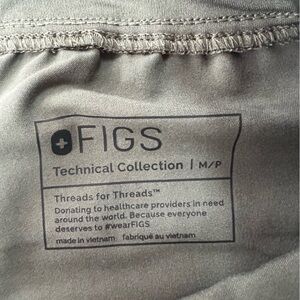 FIGS
Technical Collection | M/P
Threads for Threads™
Donating to healthcare providers in need
around the world. Because everyone
deserves to #wearFIGS
made in vietnam fabriqué au vietnam